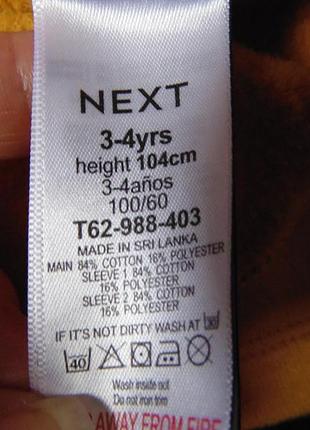 NEXT
3-4yrs
height 104cm
3-4años
100/60
T62-988-403
MADE IN SRI LANKA
MAIN 84% COTTON 16% POLYESTER
SLEEVE 1 84% COTTON
16% POLYESTER
SLEEVE 2 84% COTTON
16% POLYESTER
IF IT'S NOT DIRTY WASH AT 30
40
Wash inside out
Do not iron trim
AWAY FROM FIRE